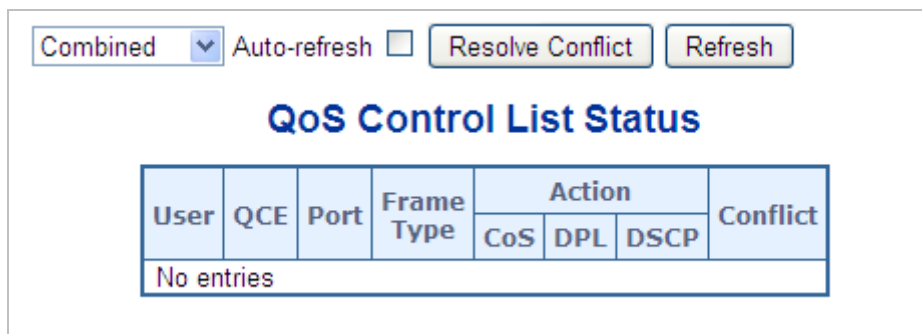 Combined Auto-refresh Resolve Conflict Refresh
QoS Control List Status
User QCE Port Frame Type Action Conflict
CoS DPL DSCP
No entries